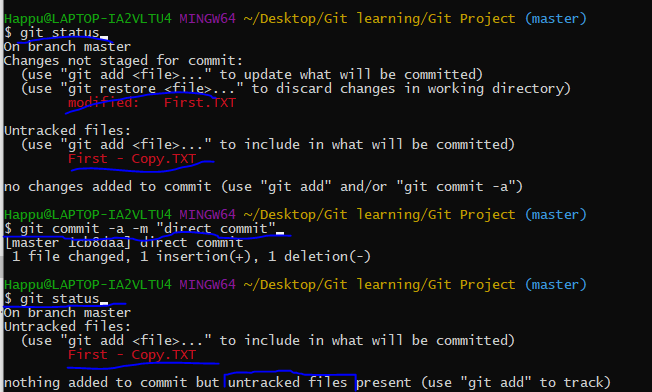 Happu@LAPTOP-IA2VLTU4 MINGW64 ~/Desktop/Git learning/Git Project (master)
$ git status
On branch master
Changes not staged for commit:
  (use "git add <file>..." to update what will be committed)
  (use "git restore <file>..." to discard changes in working directory)
        modified:   First.TXT

Untracked files:
  (use "git add <file>..." to include in what will be committed)
        First - Copy.TXT

no changes added to commit (use "git add" and/or "git commit -a")

Happu@LAPTOP-IA2VLTU4 MINGW64 ~/Desktop/Git learning/Git Project (master)
$ git commit -a -m "direct commit"
[master 1cb8daa] direct commit
 1 file changed, 1 insertion(+), 1 deletion(-)

Happu@LAPTOP-IA2VLTU4 MINGW64 ~/Desktop/Git learning/Git Project (master)
$ git status
On branch master
Untracked files:
  (use "git add <file>..." to include in what will be committed)
        First - Copy.TXT

nothing added to commit but untracked files present (use "git add" to track)